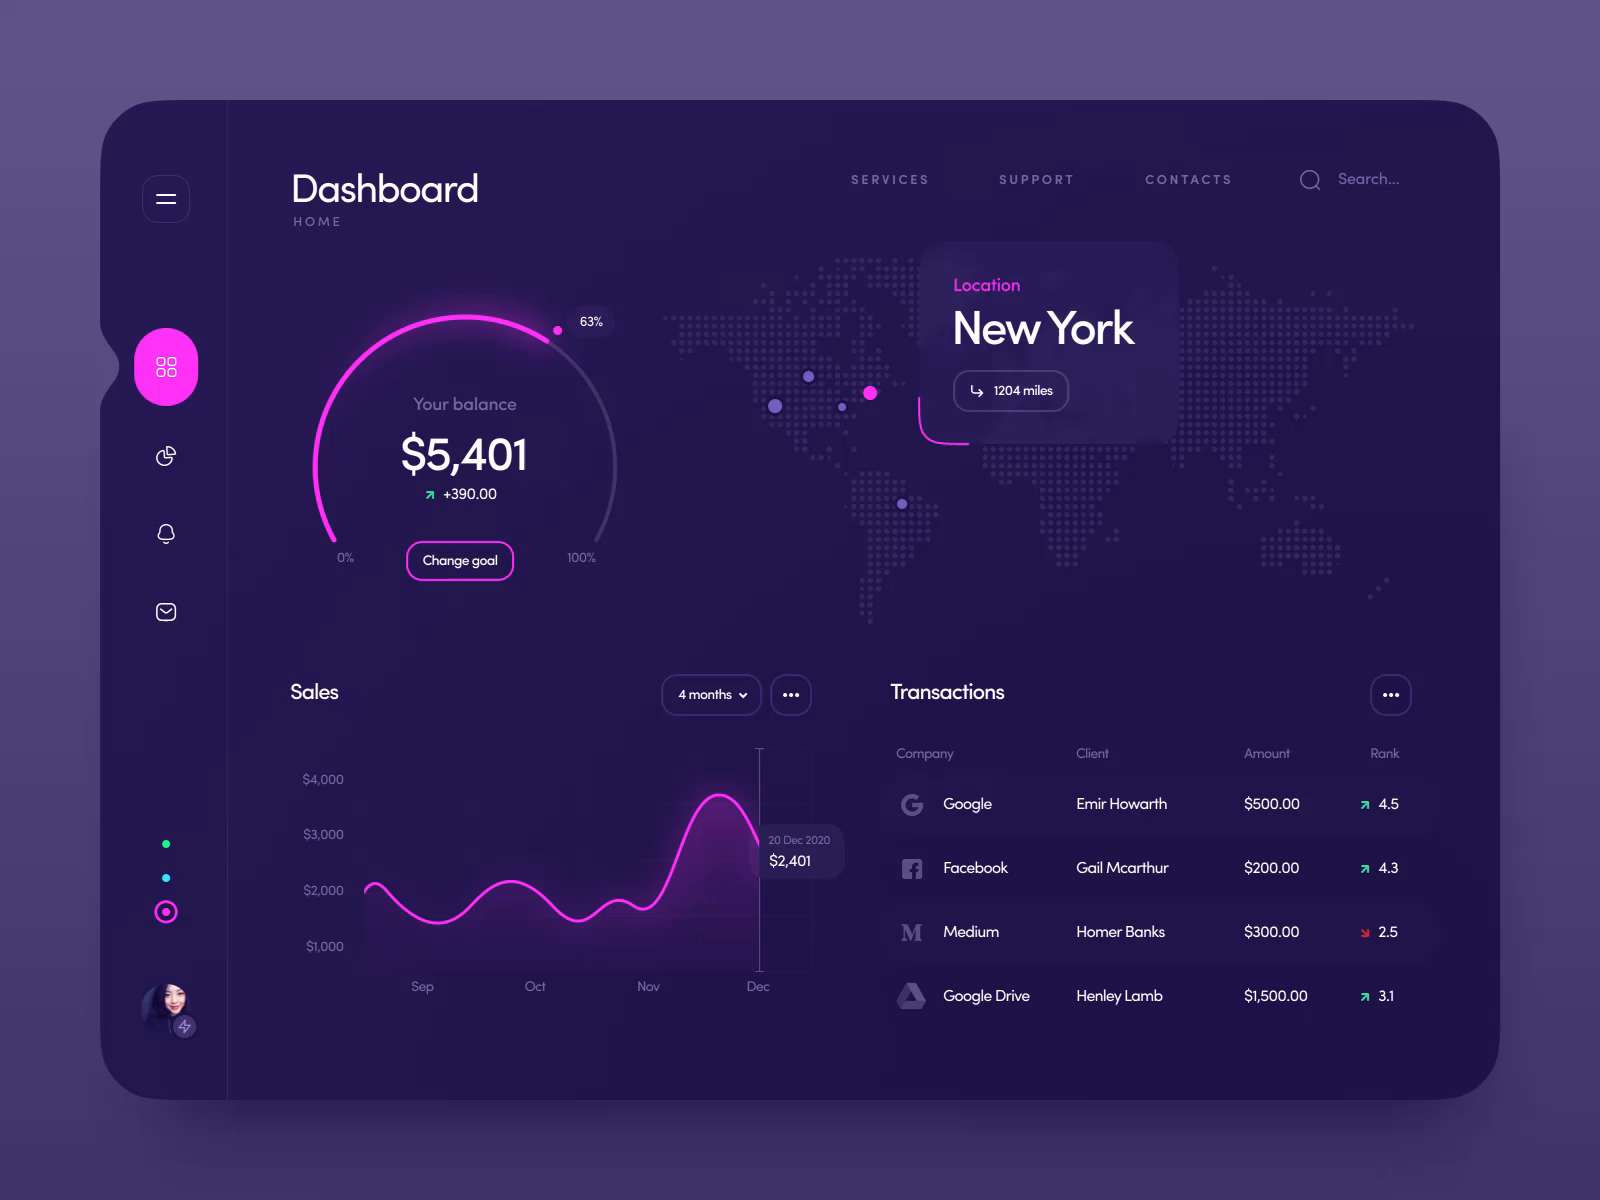 Dashboard
HOME
SERVICES
SUPPORT
CONTACTS
Search...
63%
Your balance
$5,401
+390.00
0%
Change goal
100%
Location
New York
1204 miles
Sales
4 months
$4,000
$3,000
$2,000
$1,000
20 Dec 2020
$2,401
Sep
Oct
Nov
Dec
Transactions
Company Client Amount Rank
Google Emir Howarth $500.00 4.5
Facebook Gail Mcarthur $200.00 4.3
Medium Homer Banks $300.00 2.5
Google Drive Henley Lamb $1,500.00 3.1